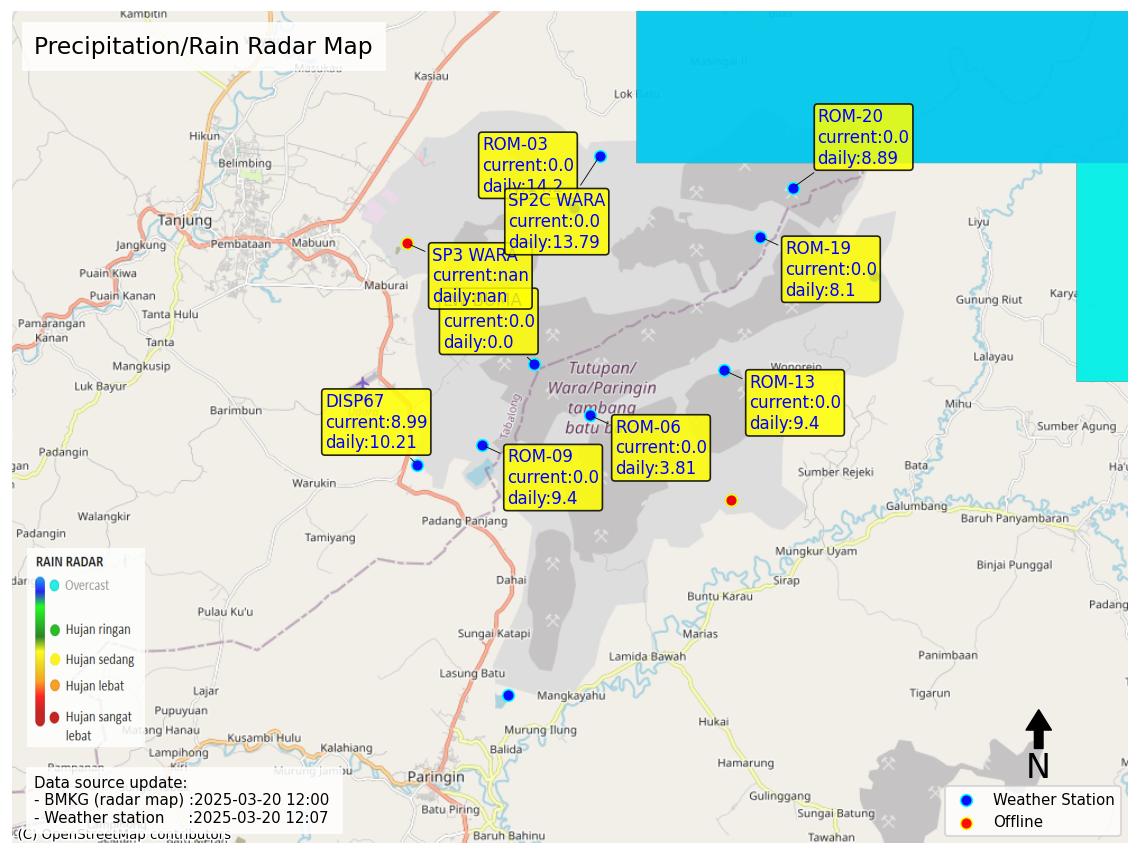 Precipitation/Rain Radar Map
Kambitin
Masingai II
Masukau
Kasiau
Lok Batu
Hikun
Belimbing
Tanjung
Jangkung
Pembataan
Mabuun
Maburai
Puain Kiwa
Puain Kanan
Tanta Hulu
Pamarangan
Kanan
Tanta
Mangkusip
Luk Bayur
Barimbun
Padangin
Warukin
Walangkir
Padangin
Tamiyang
Padang Panjang
Dahai
Pulau Ku'u
Sungai Katapi
Lasung Batu
Lajar
Pupuyuan
Matang Hanau
Lampihong
Kiri
Kusambi Hulu
Kalahiang
Murung Jambu
Pampanan
Paringin
Batu Piring
Baruh Bahinu
Balida
Murung Ilung
Mangkayahu
Lamida Bawah
Marias
Buntu Karau
Sirap
Mungkur Uyam
Hukai
Hamarung
Gulinggang
Sungai Batung
Tawahan
Tigarun
Panimbaan
Binjai Punggal
Padang
Baruh Panyambaran
Galumbang
Bata
Sumber Rejeki
Sumber Agung
Mihu
Lalayau
Gunung Riut
Karya
Liyu
Wonorejo
Tabalong
Tutupan/
Wara/Paringin
tambang
batu b
ROM-03
current:0.0
daily:14.2
SP2C WARA
current:0.0
daily:13.79
SP3 WARA
current:nan
daily:nan
current:0.0
daily:0.0
ROM-20
current:0.0
daily:8.89
ROM-19
current:0.0
daily:8.1
ROM-13
current:0.0
daily:9.4
ROM-06
current:0.0
daily:3.81
ROM-09
current:0.0
daily:9.4
DISP67
current:8.99
daily:10.21
RAIN RADAR
Overcast
Hujan ringan
Hujan sedang
Hujan lebat
Hujan sangat
lebat
Data source update:
- BMKG (radar map) :2025-03-20 12:00
- Weather station :2025-03-20 12:07
(C) OpenStreetMap contributors
N
Weather Station
Offline